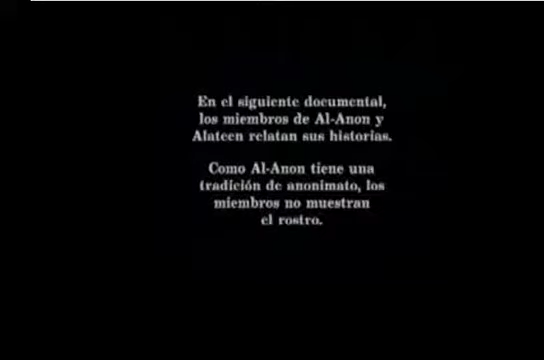 En el siguiente documental,
los miembros de Al-Anon y
Alateen relatan sus historias.
Como Al-Anon tiene una
tradición de anonimato, los
miembros no muestran
el rostro.